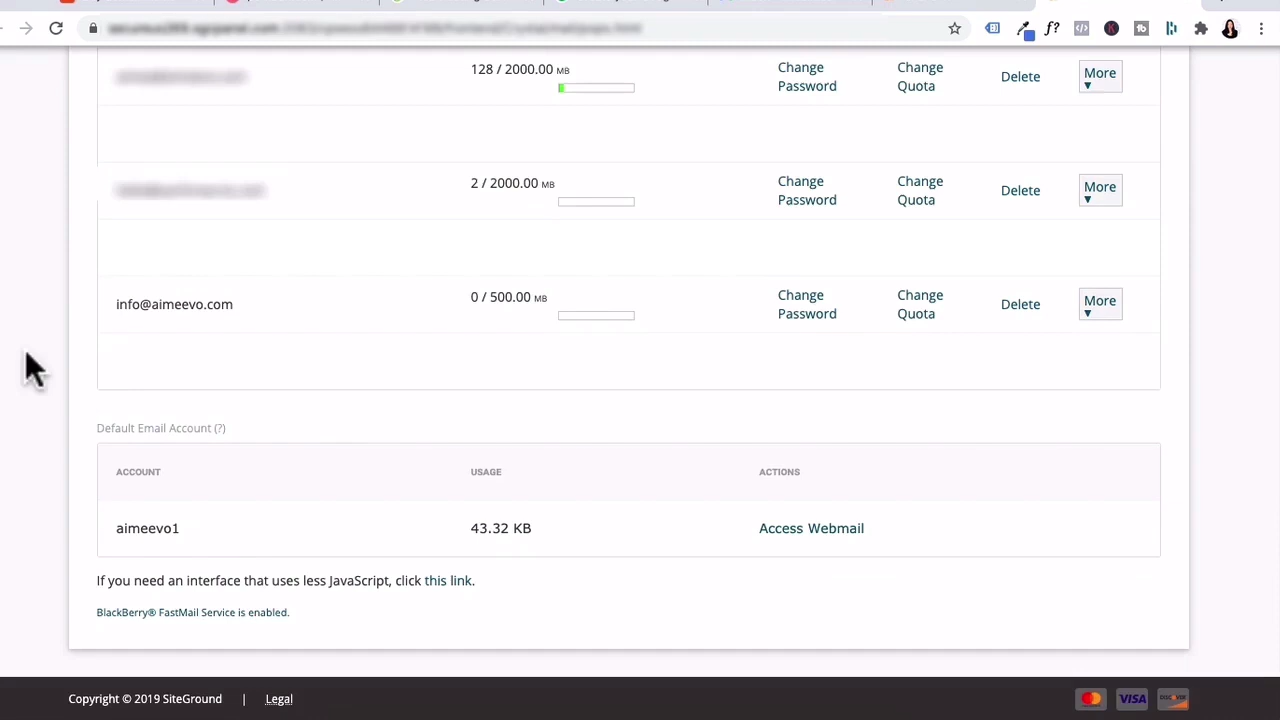 128 / 2000.00 MB
Change Password
Change Quota
Delete
More ▼
2 / 2000.00 MB
Change Password
Change Quota
Delete
More ▼
info@aimeevo.com
0 / 500.00 MB
Change Password
Change Quota
Delete
More ▼
Default Email Account (?)
ACCOUNT USAGE ACTIONS
aimeevo1 43.32 KB Access Webmail
If you need an interface that uses less JavaScript, click this link.
BlackBerry® FastMail Service is enabled.
Copyright © 2019 SiteGround | Legal
VISA
DISCOVER